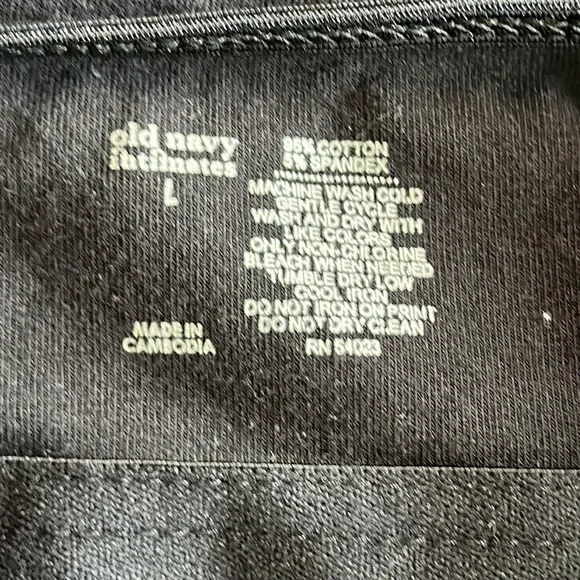 old navy
intimates
L
MADE IN
CAMBODIA
95% COTTON
5% SPANDEX
MACHINE WASH COLD
GENTLE CYCLE
WASH AND DRY WITH
LIKE COLORS
ONLY NON-CHLORINE
BLEACH WHEN NEEDED
TUMBLE DRY LOW
COOL IRON
DO NOT IRON ON PRINT
DO NOT DRY CLEAN
RN 54023